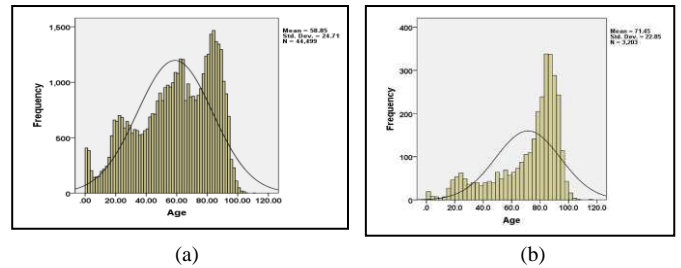 1,500
1,000
500
0
Frequency
.00 20.00 40.00 60.00 80.00 100.00 120.00
Age
Mean = 58.85
Std. Dev. = 24.71
N = 44,499
(a)
400
300
200
100
0
Frequency
.0 20.0 40.0 60.0 80.0 100.0 120.0
Age
Mean = 71.45
Std. Dev. = 22.85
N = 3,203
(b)